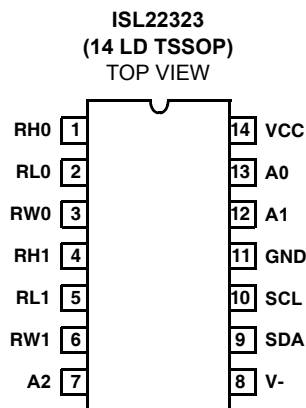 ISL22323
(14 LD TSSOP)
TOP VIEW
RH0 1 14 VCC
RL0 2 13 A0
RW0 3 12 A1
RH1 4 11 GND
RL1 5 10 SCL
RW1 6 9 SDA
A2 7 8 V-